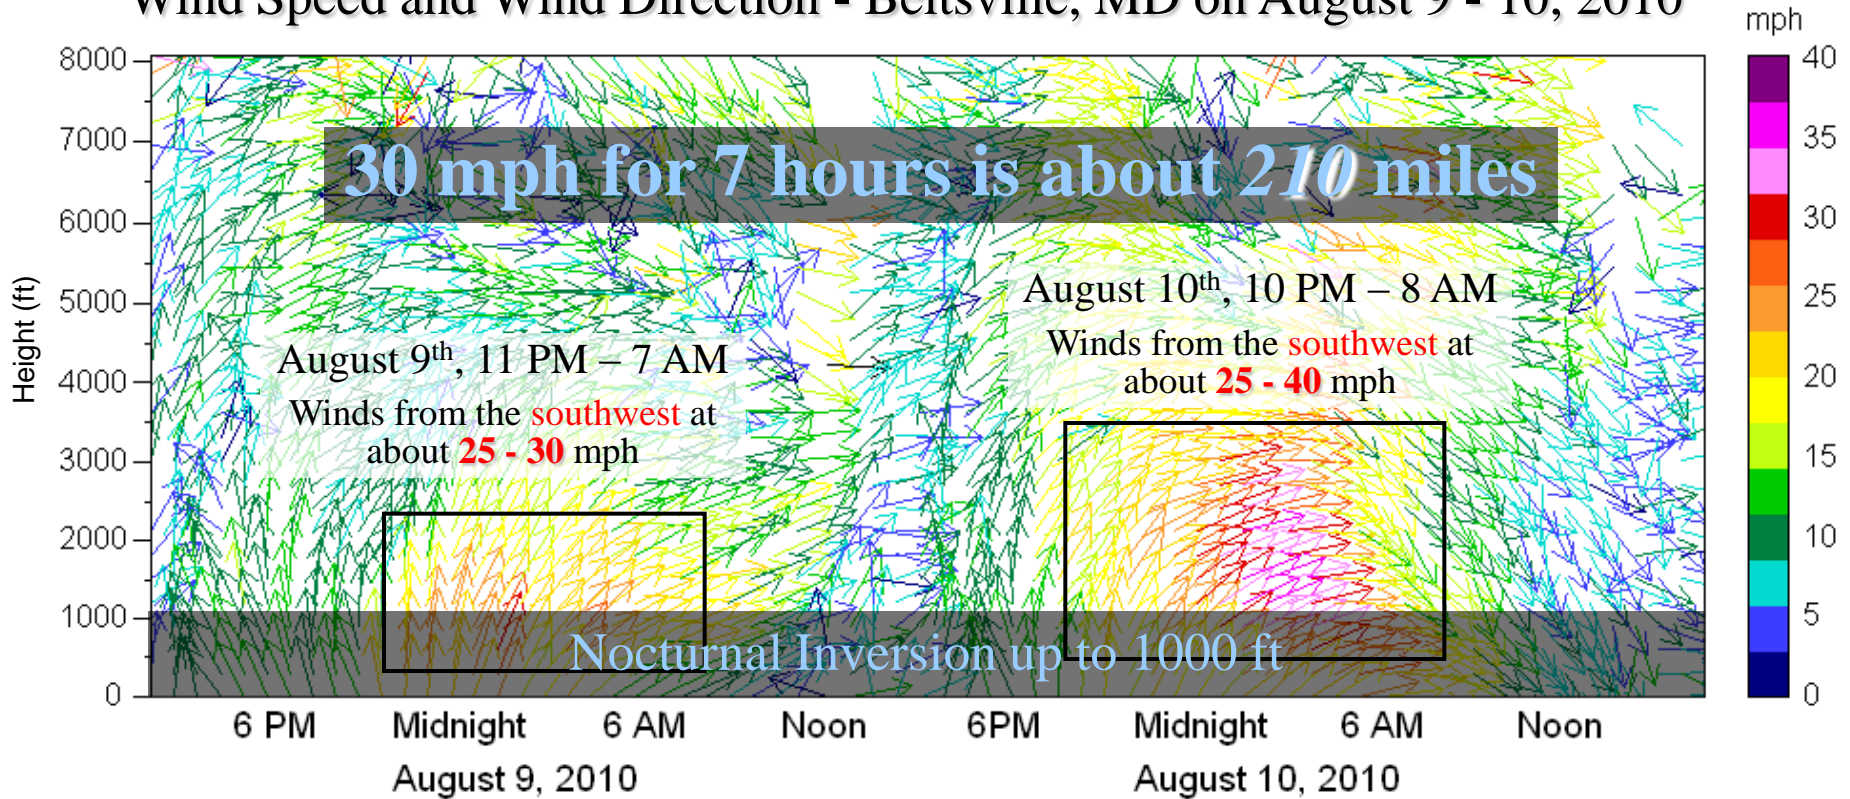 Wind Speed and Wind Direction - Beltsville, MD on August 9 - 10, 2010
mph
40
35
30
25
20
15
10
5
0
Height (ft)
8000
7000
6000
5000
4000
3000
2000
1000
0
30 mph for 7 hours is about 210 miles
August 9th, 11 PM – 7 AM
Winds from the southwest at
about 25 - 30 mph
August 10th, 10 PM – 8 AM
Winds from the southwest at
about 25 - 40 mph
Nocturnal Inversion up to 1000 ft
6 PM Midnight 6 AM Noon 6PM Midnight 6 AM Noon
August 9, 2010 August 10, 2010